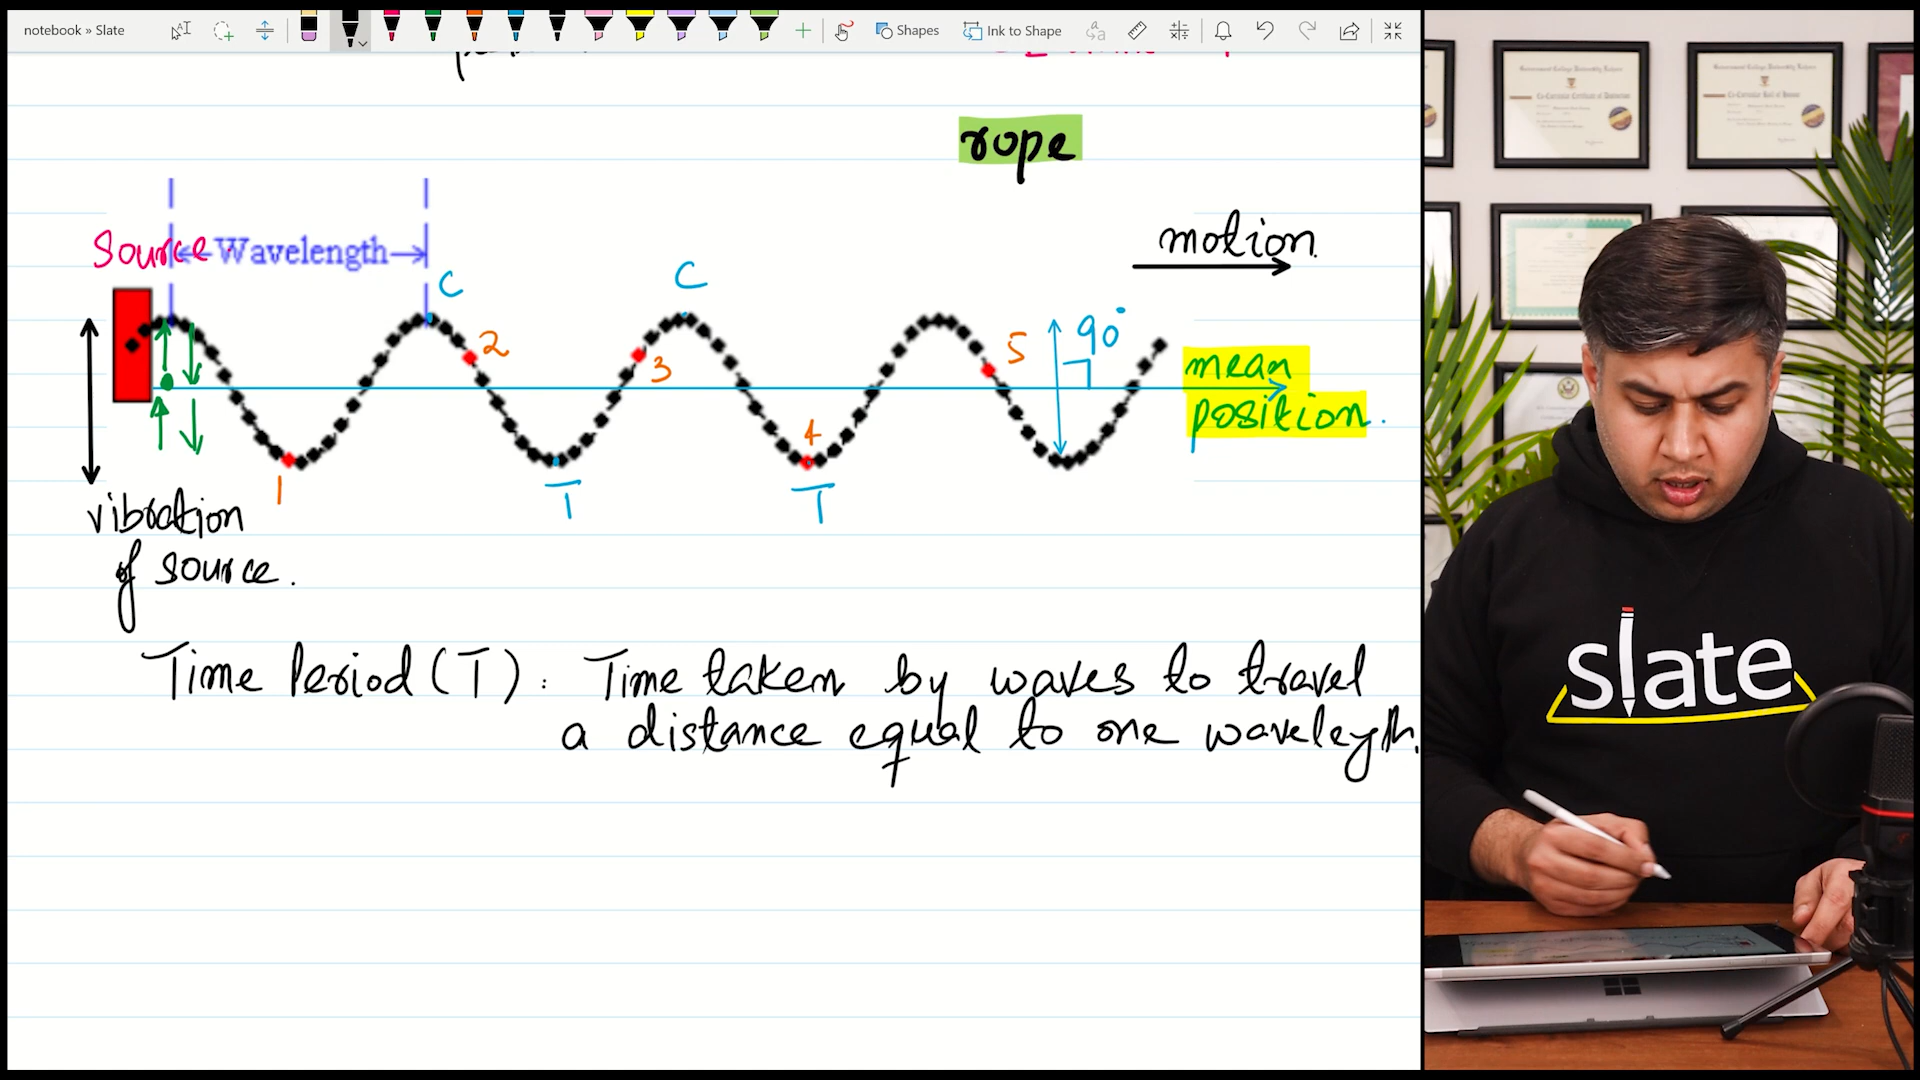 notebook » Slate
Shapes
Ink to Shape
rope
Source
Wavelength
motion.
C
C
2
3
5
90°
mean
position.
4
1
T
T
vibration
of source.
Time Period (T) : Time taken by waves to travel
a distance equal to one wavelength.
slate